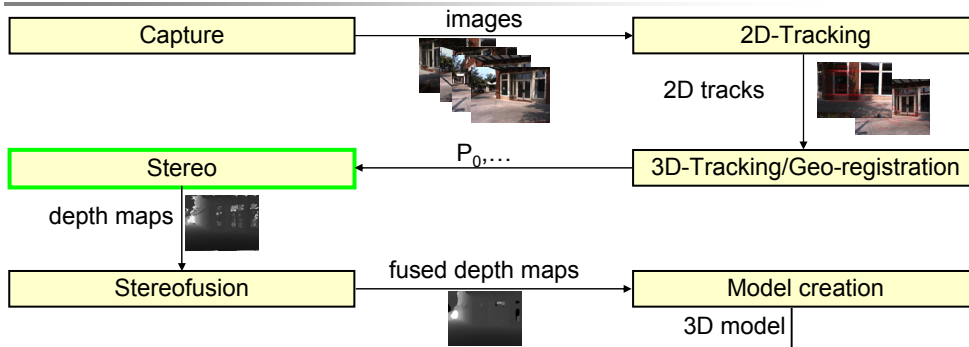 Capture
images
2D-Tracking
2D tracks
P₀,...
Stereo
3D-Tracking/Geo-registration
depth maps
fused depth maps
Stereofusion
Model creation
3D model